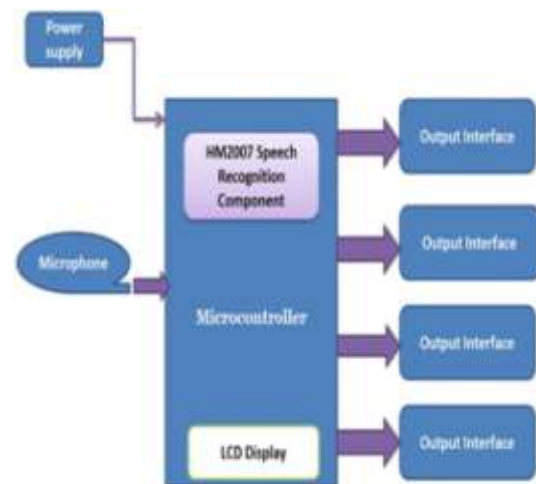 Power
supply
HM2007 Speech
Recognition
Component
Output Interface
Microphone
Output Interface
Microcontroller
Output Interface
LCD Display
Output Interface